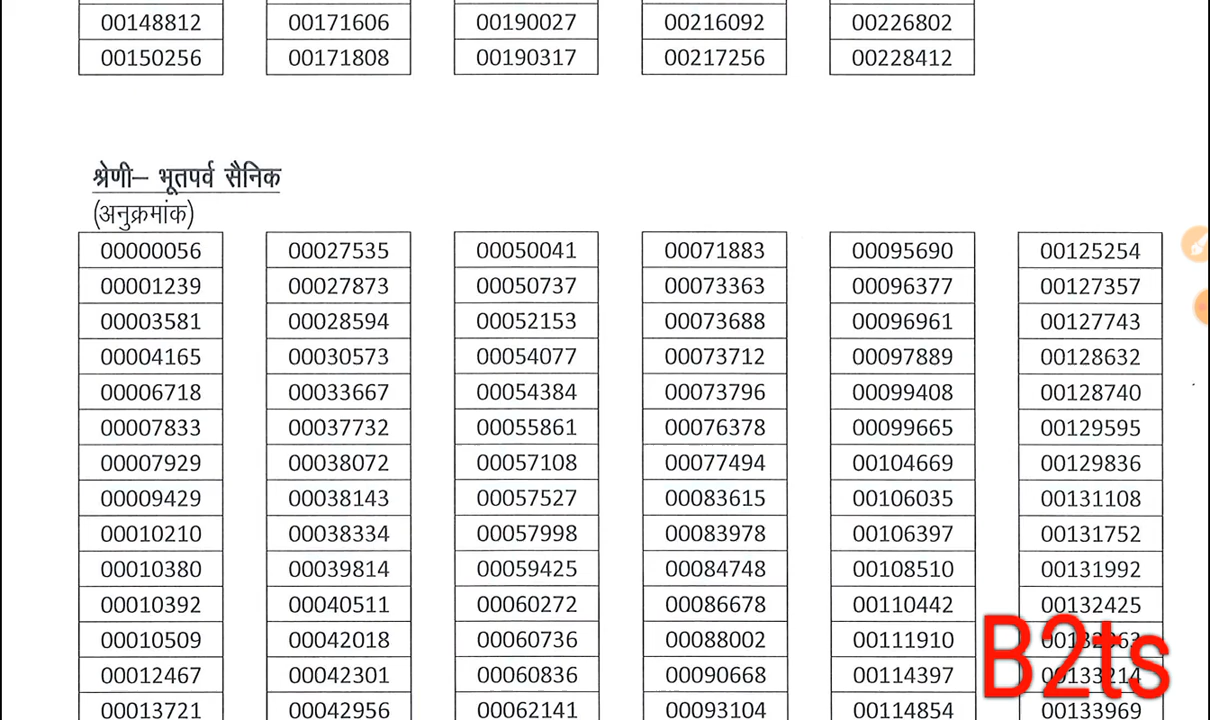 00148812 00171606 00190027 00216092 00226802
00150256 00171808 00190317 00217256 00228412
श्रेणी– भूतपर्व सैनिक
(अनुक्रमांक)
00000056 00027535 00050041 00071883 00095690 00125254
00001239 00027873 00050737 00073363 00096377 00127357
00003581 00028594 00052153 00073688 00096961 00127743
00004165 00030573 00054077 00073712 00097889 00128632
00006718 00033667 00054384 00073796 00099408 00128740
00007833 00037732 00055861 00076378 00099665 00129595
00007929 00038072 00057108 00077494 00104669 00129836
00009429 00038143 00057527 00083615 00106035 00131108
00010210 00038334 00057998 00083978 00106397 00131752
00010380 00039814 00059425 00084748 00108510 00131992
00010392 00040511 00060272 00086678 00110442 00132425
00010509 00042018 00060736 00088002 00111910
00012467 00042301 00060836 00090668 00114397 00133214
00013721 00042956 00062141 00093104 00114854 00133969
B2ts